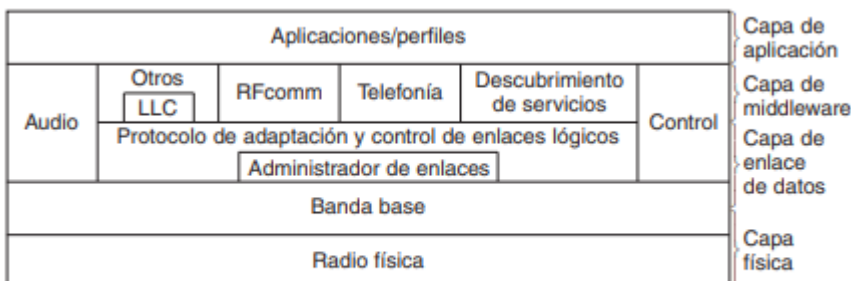 Aplicaciones/perfiles
Capa de
aplicación
Audio
Otros
LLC
RFcomm
Telefonía
Descubrimiento
de servicios
Control
Capa de
middleware
Protocolo de adaptación y control de enlaces lógicos
Administrador de enlaces
Capa de
enlace
de datos
Banda base
Radio física
Capa
física